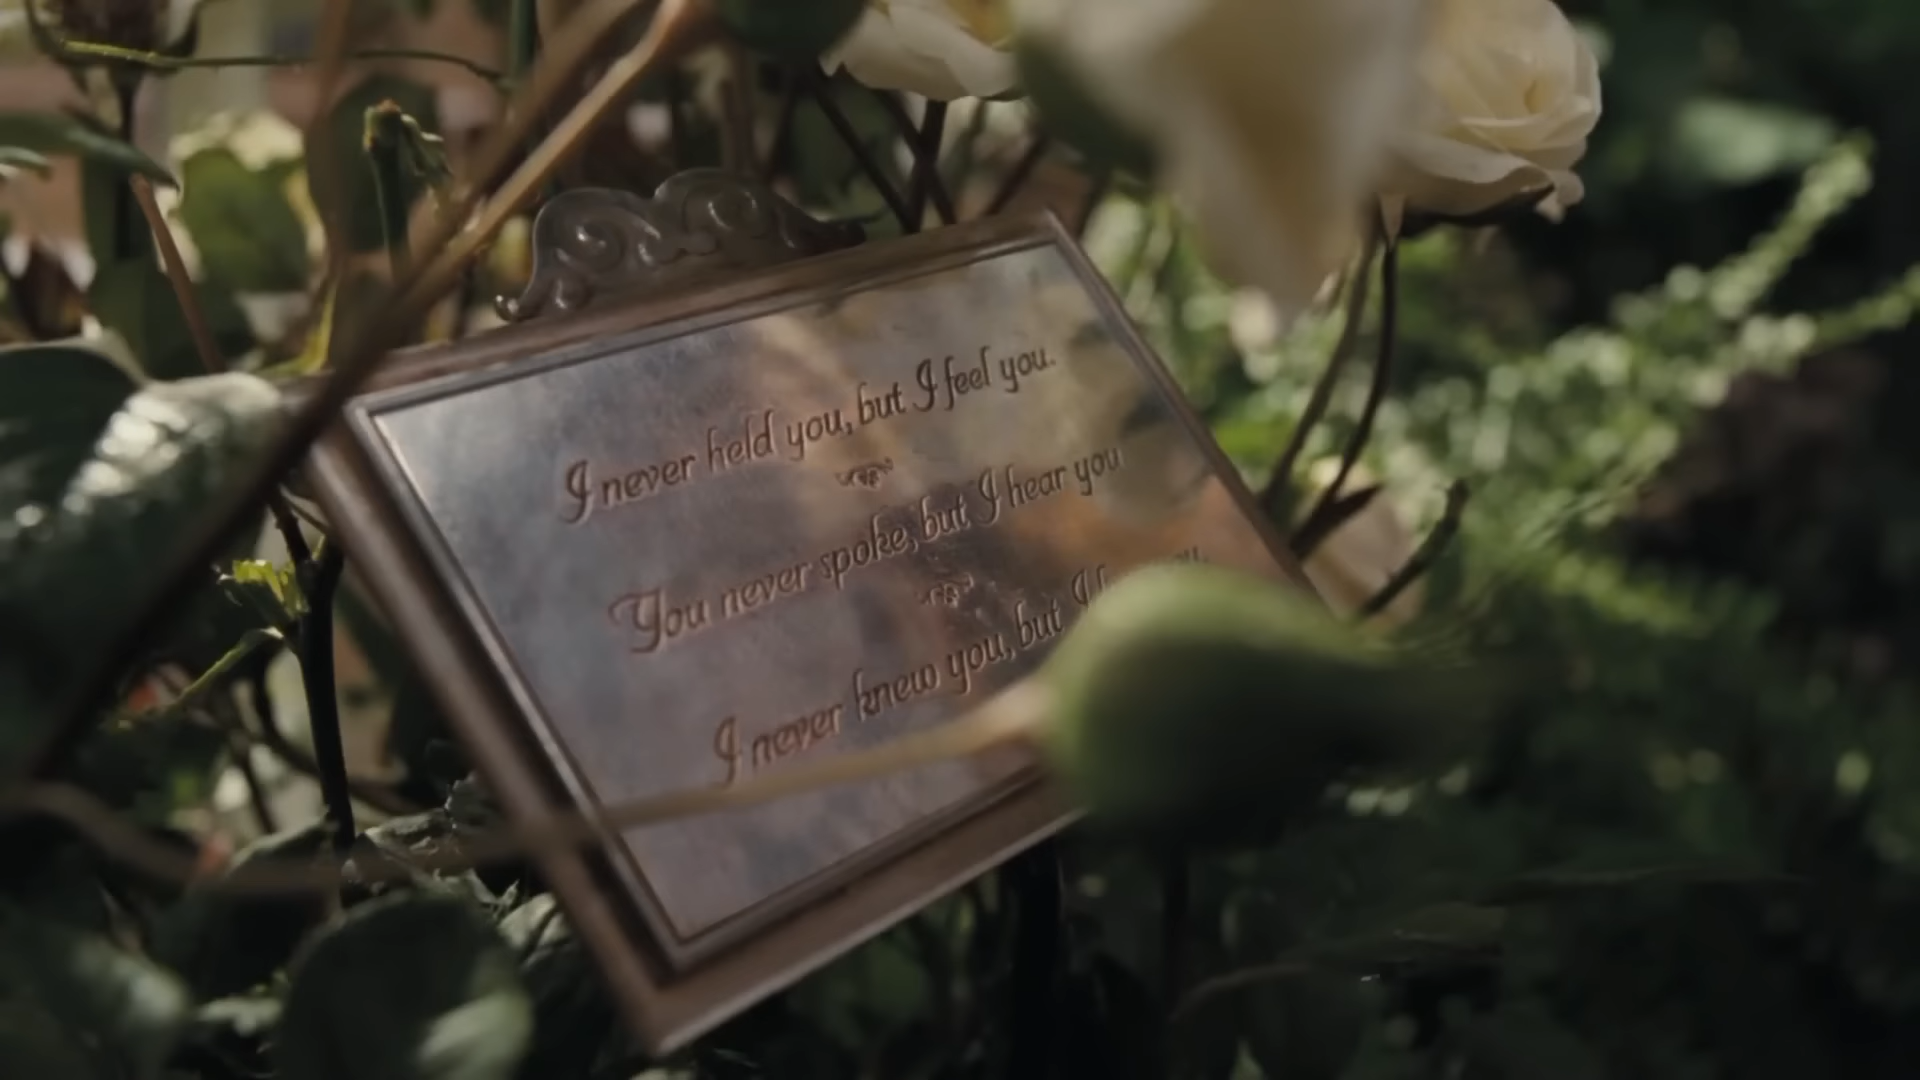 I never held you, but I feel you.
You never spoke, but I hear you
I never knew you, but I